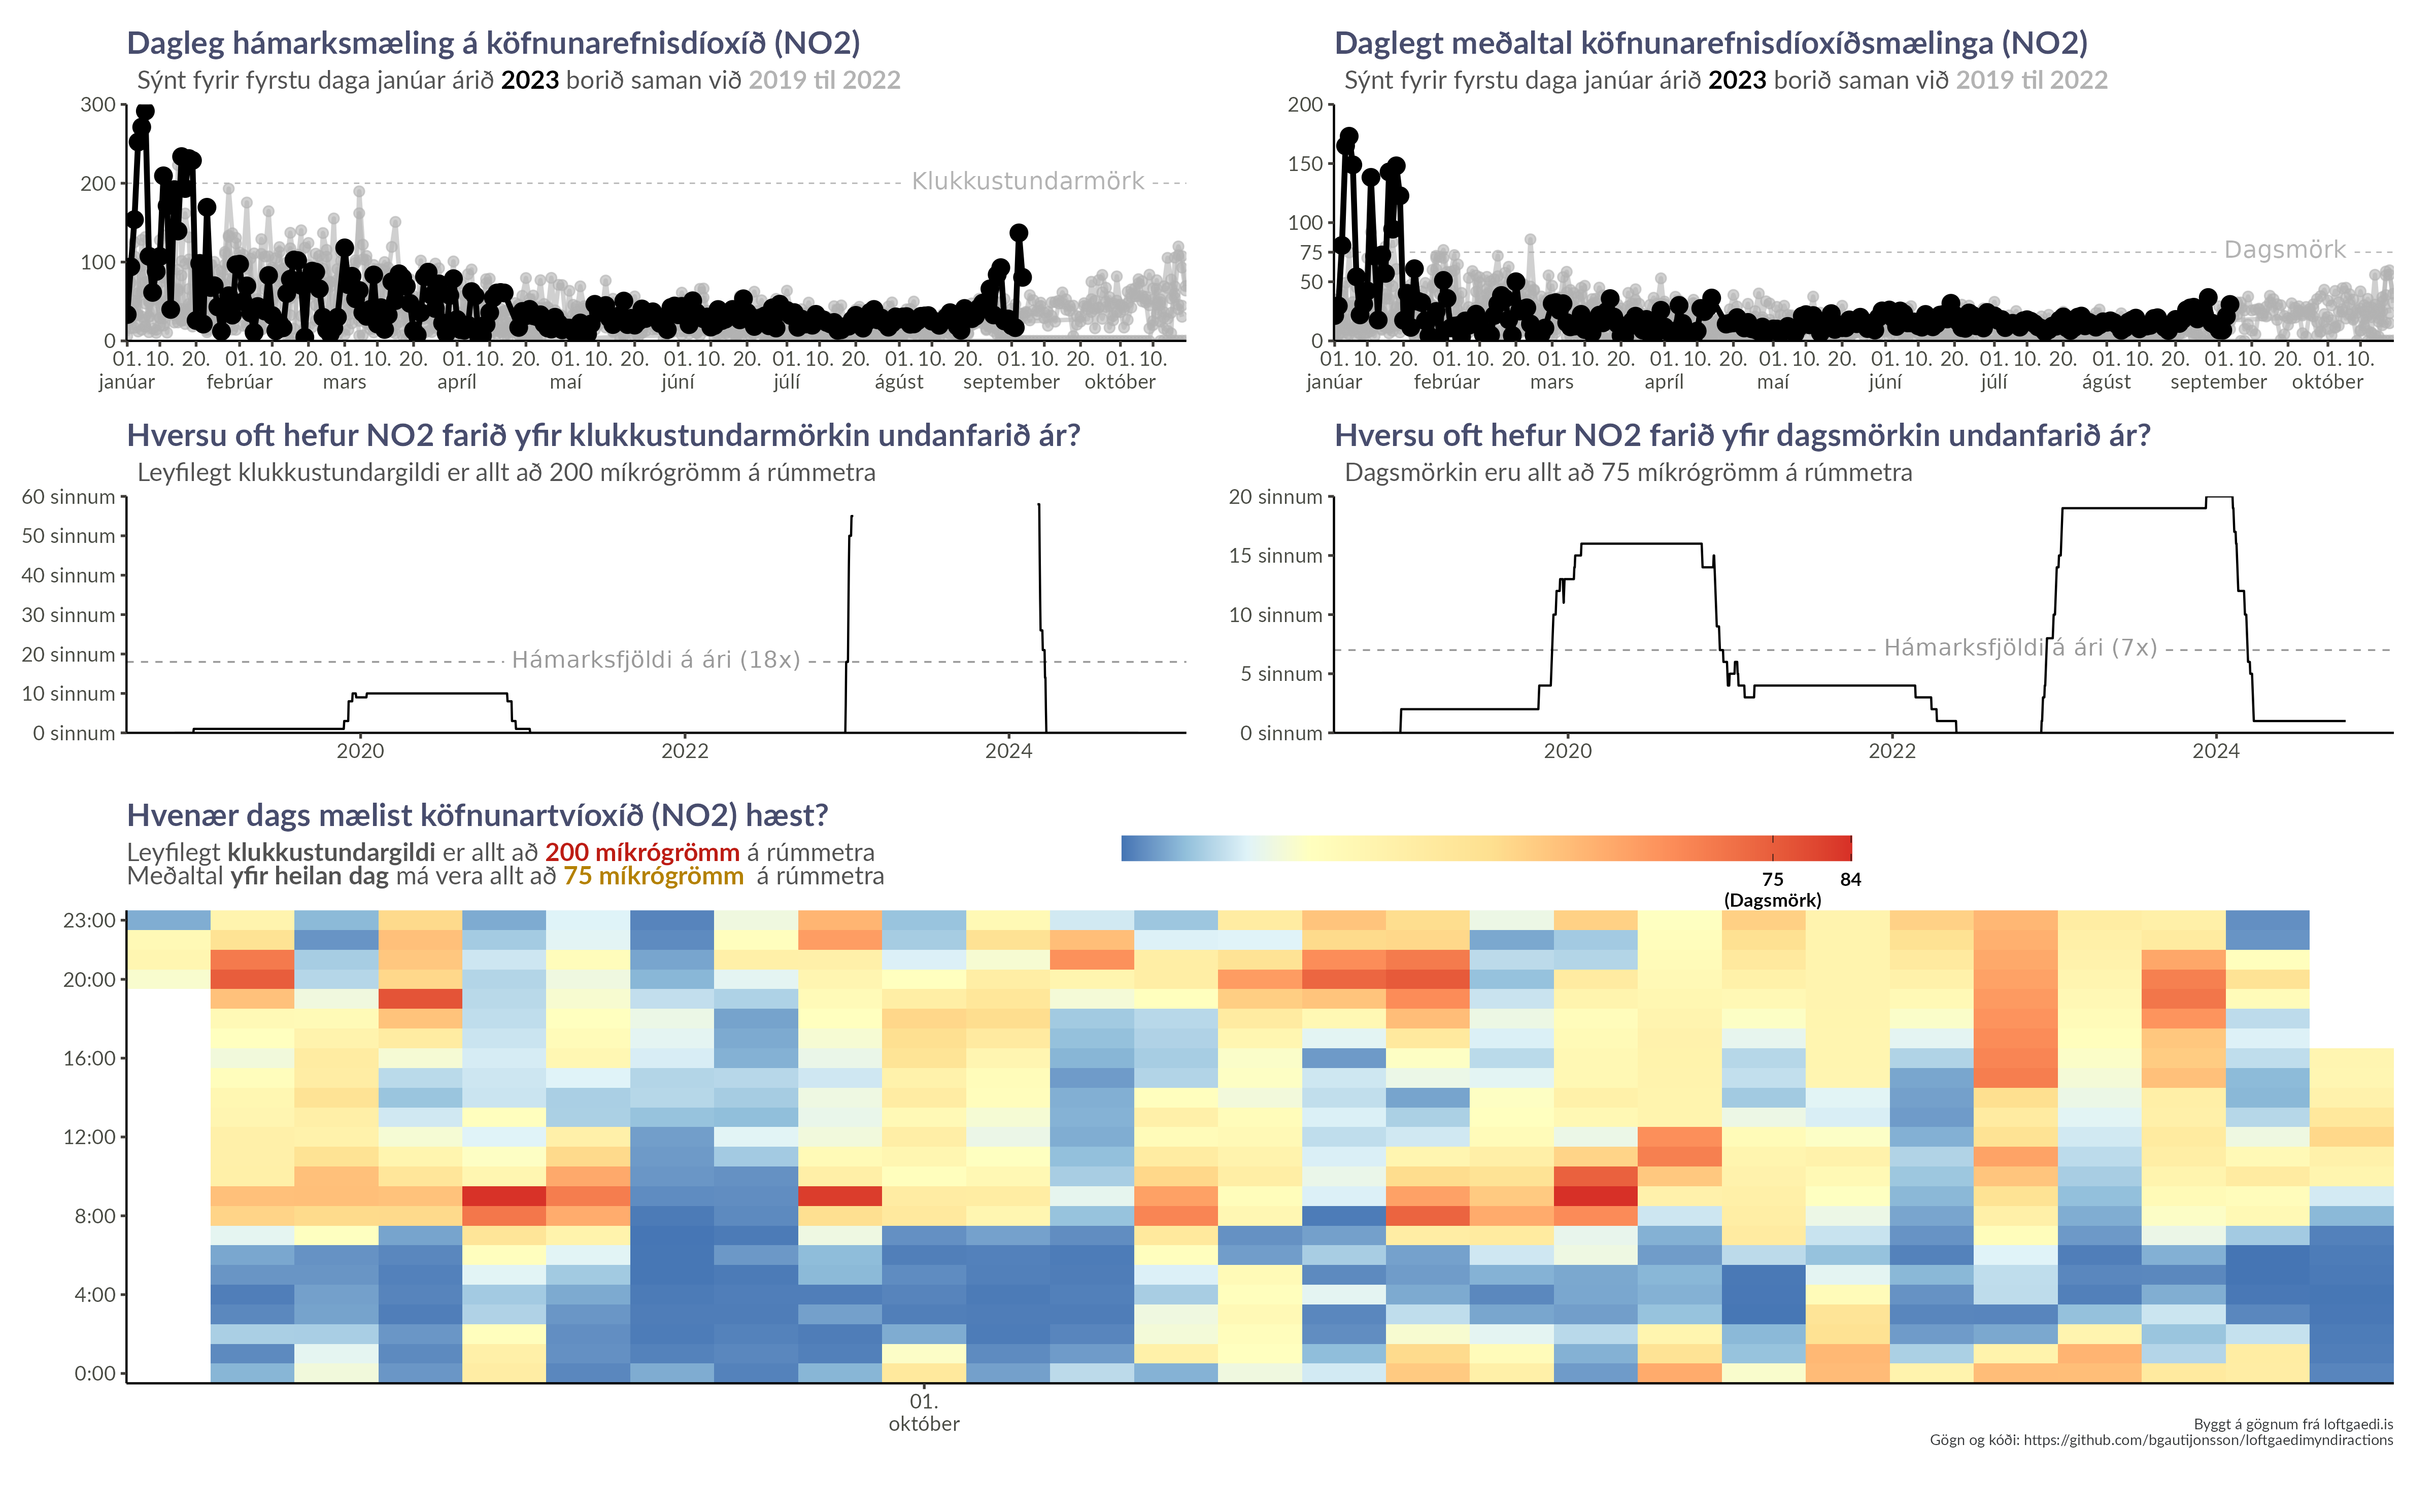 Dagleg hámarksmæling á köfnunarefnisdíoxíð (NO2)
Sýnt fyrir fyrstu daga janúar árið 2023 borið saman við 2019 til 2022
300
200
100
0
Klukkustundarmörk
01. 10. 20. 01. 10. 20. 01. 10. 20. 01. 10. 20. 01. 10. 20. 01. 10. 20. 01. 10. 20. 01. 10. 20. 01. 10. 20. 01. 10.
janúar febrúar mars apríl maí júní júlí ágúst september október
Daglegt meðaltal köfnunarefnisdíoxíðsmælinga (NO2)
Sýnt fyrir fyrstu daga janúar árið 2023 borið saman við 2019 til 2022
200
150
100
75
50
0
Dagsmörk
01. 10. 20. 01. 10. 20. 01. 10. 20. 01. 10. 20. 01. 10. 20. 01. 10. 20. 01. 10. 20. 01. 10. 20. 01. 10. 20. 01. 10.
janúar febrúar mars apríl maí júní júlí ágúst september október
Hversu oft hefur NO2 farið yfir klukkustundarmörkin undanfarið ár?
Leyfilegt klukkustundargildi er allt að 200 míkrógrömm á rúmmetra
60 sinnum
50 sinnum
40 sinnum
30 sinnum
20 sinnum
10 sinnum
0 sinnum
Hámarksfjöldi á ári (18x)
2020 2022 2024
Hversu oft hefur NO2 farið yfir dagsmörkin undanfarið ár?
Dagsmörkin eru allt að 75 míkrógrömm á rúmmetra
20 sinnum
15 sinnum
10 sinnum
5 sinnum
0 sinnum
Hámarksfjöldi á ári (7x)
2020 2022 2024
Hvenær dags mælist köfnunartvíoxíð (NO2) hæst?
Leyfilegt klukkustundargildi er allt að 200 míkrógrömm á rúmmetra
Meðaltal yfir heilan dag má vera allt að 75 míkrógrömm á rúmmetra
75 84
(Dagsmörk)
23:00
20:00
16:00
12:00
8:00
4:00
0:00
01.
október
Byggt á gögnum frá loftgaedi.is
Gögn og kóði: https://github.com/bgautijonsson/loftgaedimyndiractions